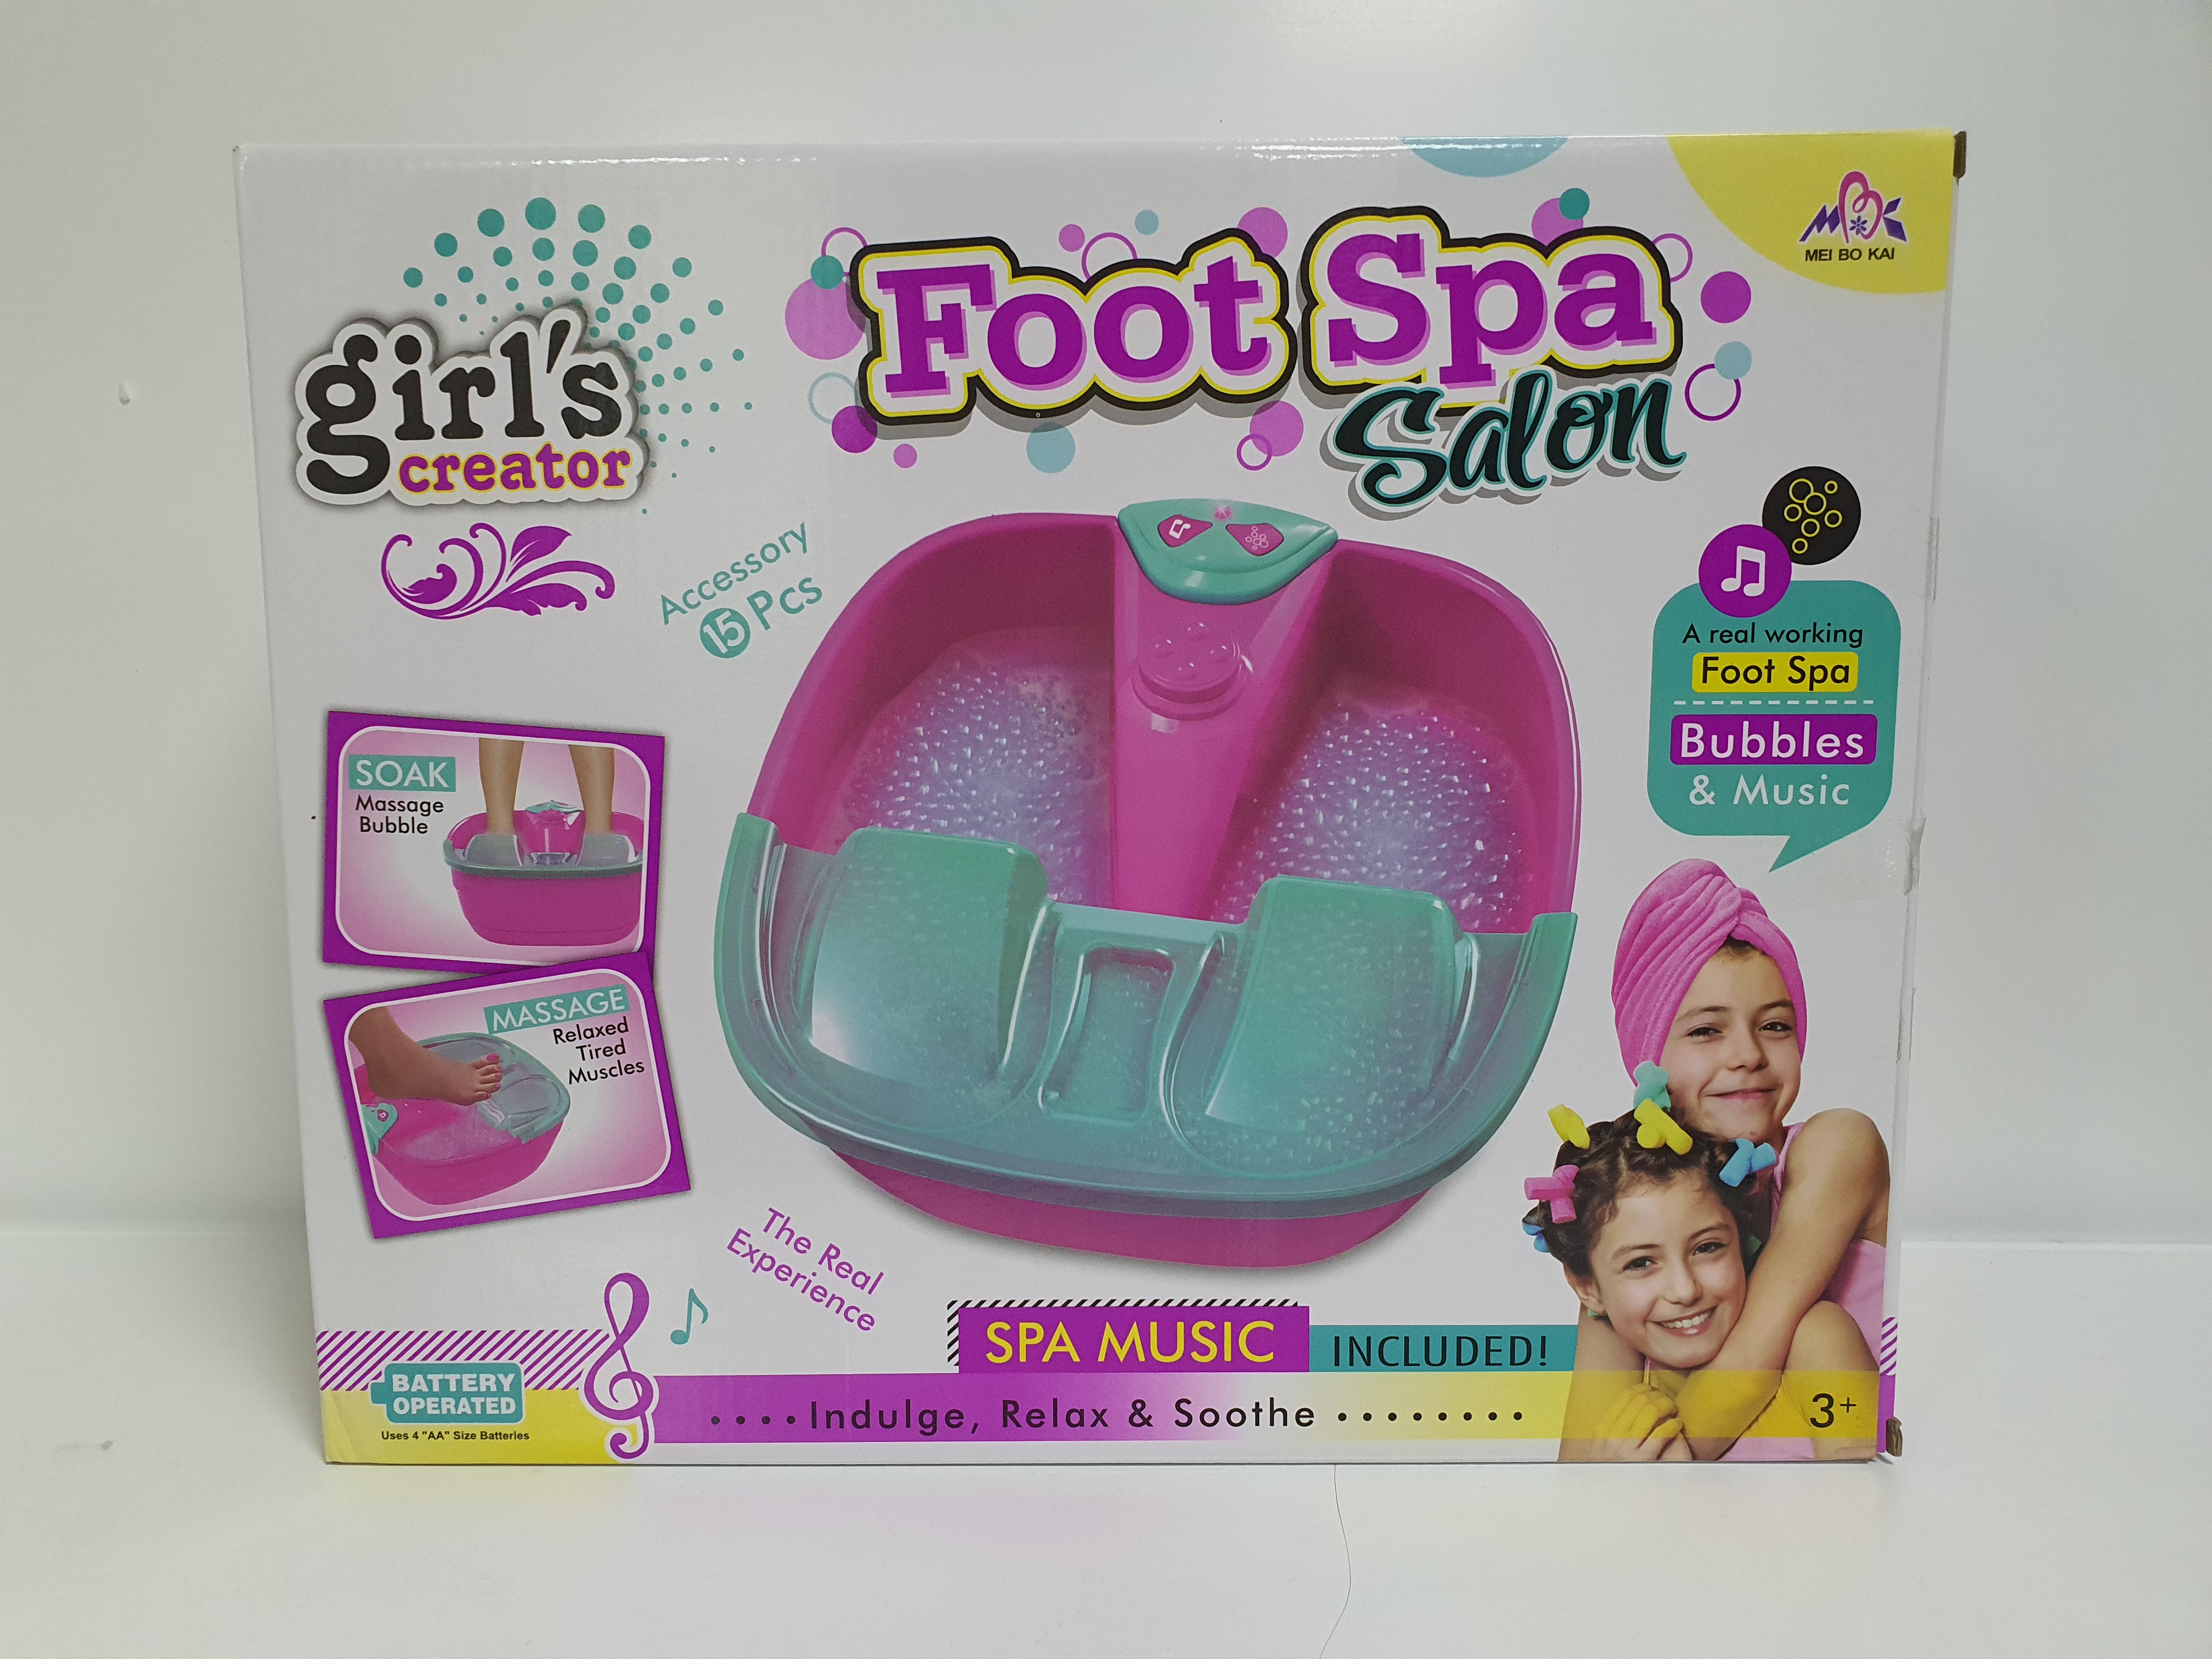 girl's
creator
Foot Spa
Salon
MBK
MEI BO KAI
Accessory
15 Pcs
A real working
Foot Spa
Bubbles
& Music
SOAK
Massage
Bubble
MASSAGE
Relaxed
Tired
Muscles
The Real
Experience
SPA MUSIC INCLUDED!
BATTERY
OPERATED
Uses 4 "AA" Size Batteries
....Indulge, Relax & Soothe........
3+